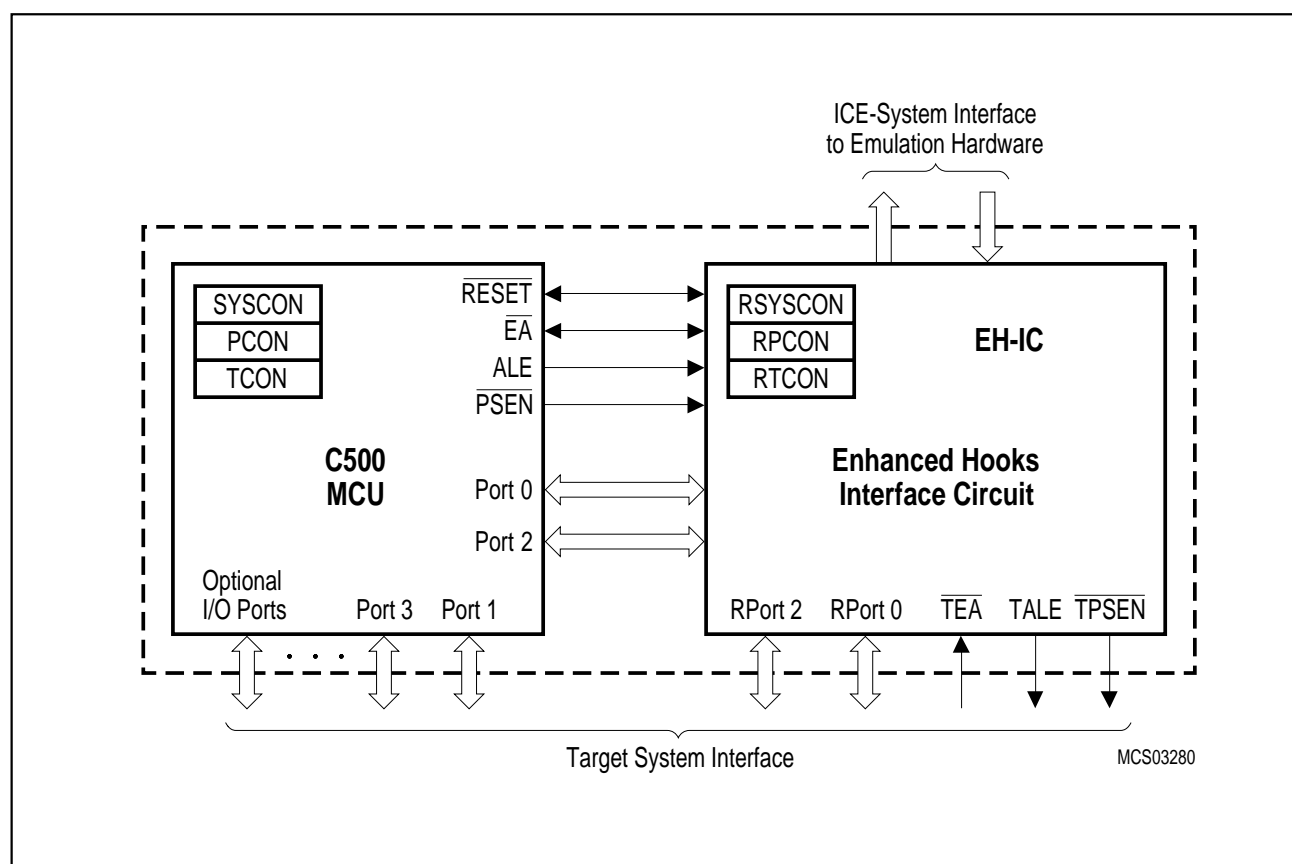 ICE-System Interface
to Emulation Hardware
SYSCON
PCON
TCON
RESET
EA
ALE
PSEN
C500
MCU
Port 0
Port 2
Optional
I/O Ports
Port 3
Port 1
. . .
RSYSCON
RPCON
RTCON
EH-IC
Enhanced Hooks
Interface Circuit
RPort 2
RPort 0
TEA
TALE
TPSEN
Target System Interface
MCS03280